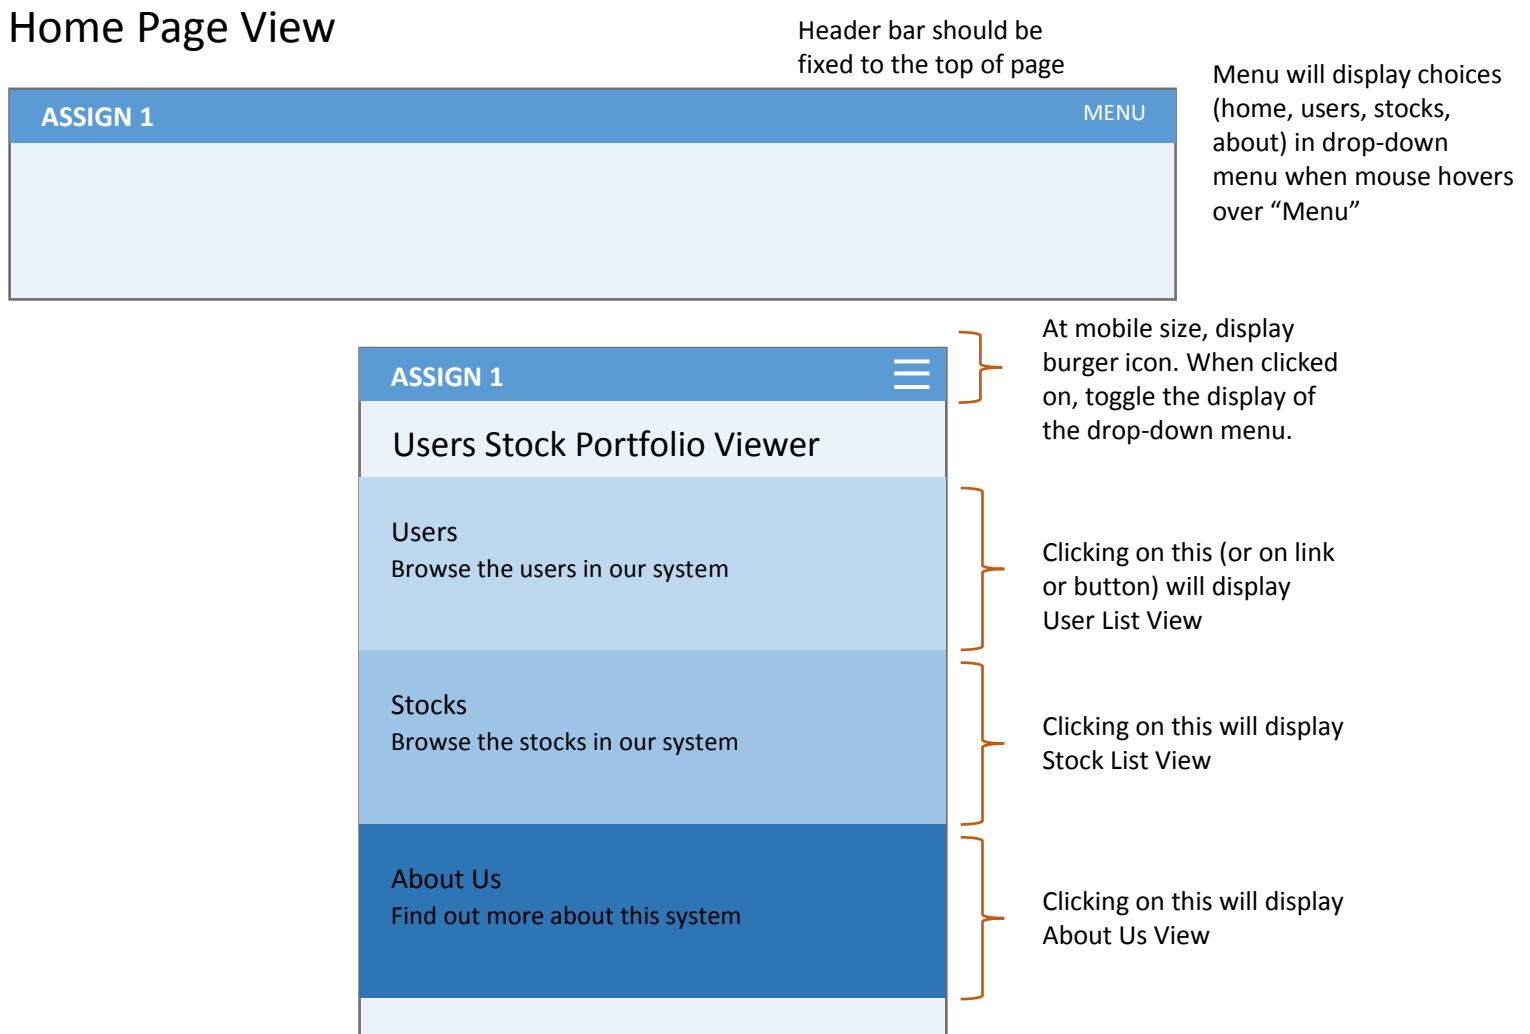 Home Page View
Header bar should be
fixed to the top of page
Menu will display choices
(home, users, stocks,
about) in drop-down
menu when mouse hovers
over “Menu”
ASSIGN 1
MENU
At mobile size, display
burger icon. When clicked
on, toggle the display of
the drop-down menu.
ASSIGN 1
Users Stock Portfolio Viewer
Users
Browse the users in our system
Clicking on this (or on link
or button) will display
User List View
Stocks
Browse the stocks in our system
Clicking on this will display
Stock List View
About Us
Find out more about this system
Clicking on this will display
About Us View